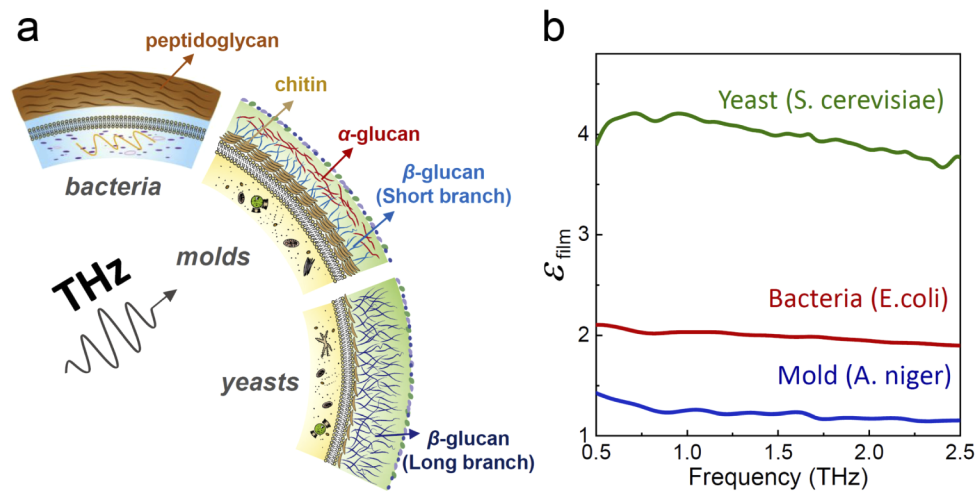 a
peptidoglycan
chitin
α-glucan
β-glucan
(Short branch)
bacteria
molds
THz
yeasts
β-glucan
(Long branch)
b
Yeast (S. cerevisiae)
Bacteria (E.coli)
Mold (A. niger)
ε film
4
3
2
1
0.5
1.0
1.5
2.0
2.5
Frequency (THz)